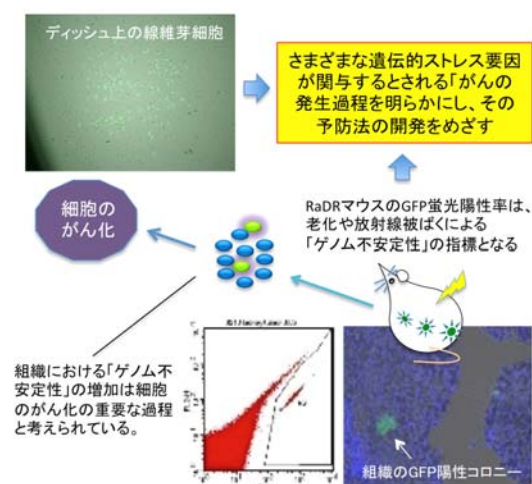 ディッシュ上の線維芽細胞
さまざまな遺伝的ストレス要因
が関与するとされる「がんの
発生過程を明らかにし、その
予防法の開発をめざす
細胞の
がん化
RaDRマウスのGFP蛍光陽性率は、
老化や放射線被ばくによる
「ゲノム不安定性」の指標となる
組織における「ゲノム不
安定性」の増加は細胞
のがん化の重要な過程
と考えられている。
組織のGFP陽性コロニー